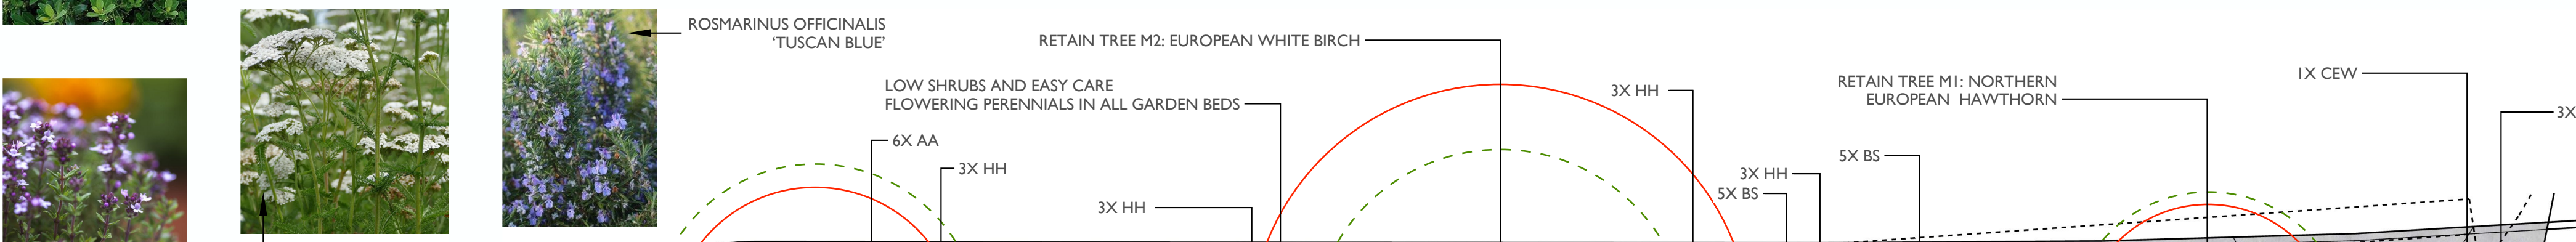 ROSMARINUS OFFICINALIS
'TUSCAN BLUE'
RETAIN TREE M2: EUROPEAN WHITE BIRCH
LOW SHRUBS AND EASY CARE
FLOWERING PERENNIALS IN ALL GARDEN BEDS
6X AA
3X HH
3X HH
3X HH
3X HH
5X BS
5X BS
RETAIN TREE M1: NORTHERN
EUROPEAN HAWTHORN
1X CEW
3X